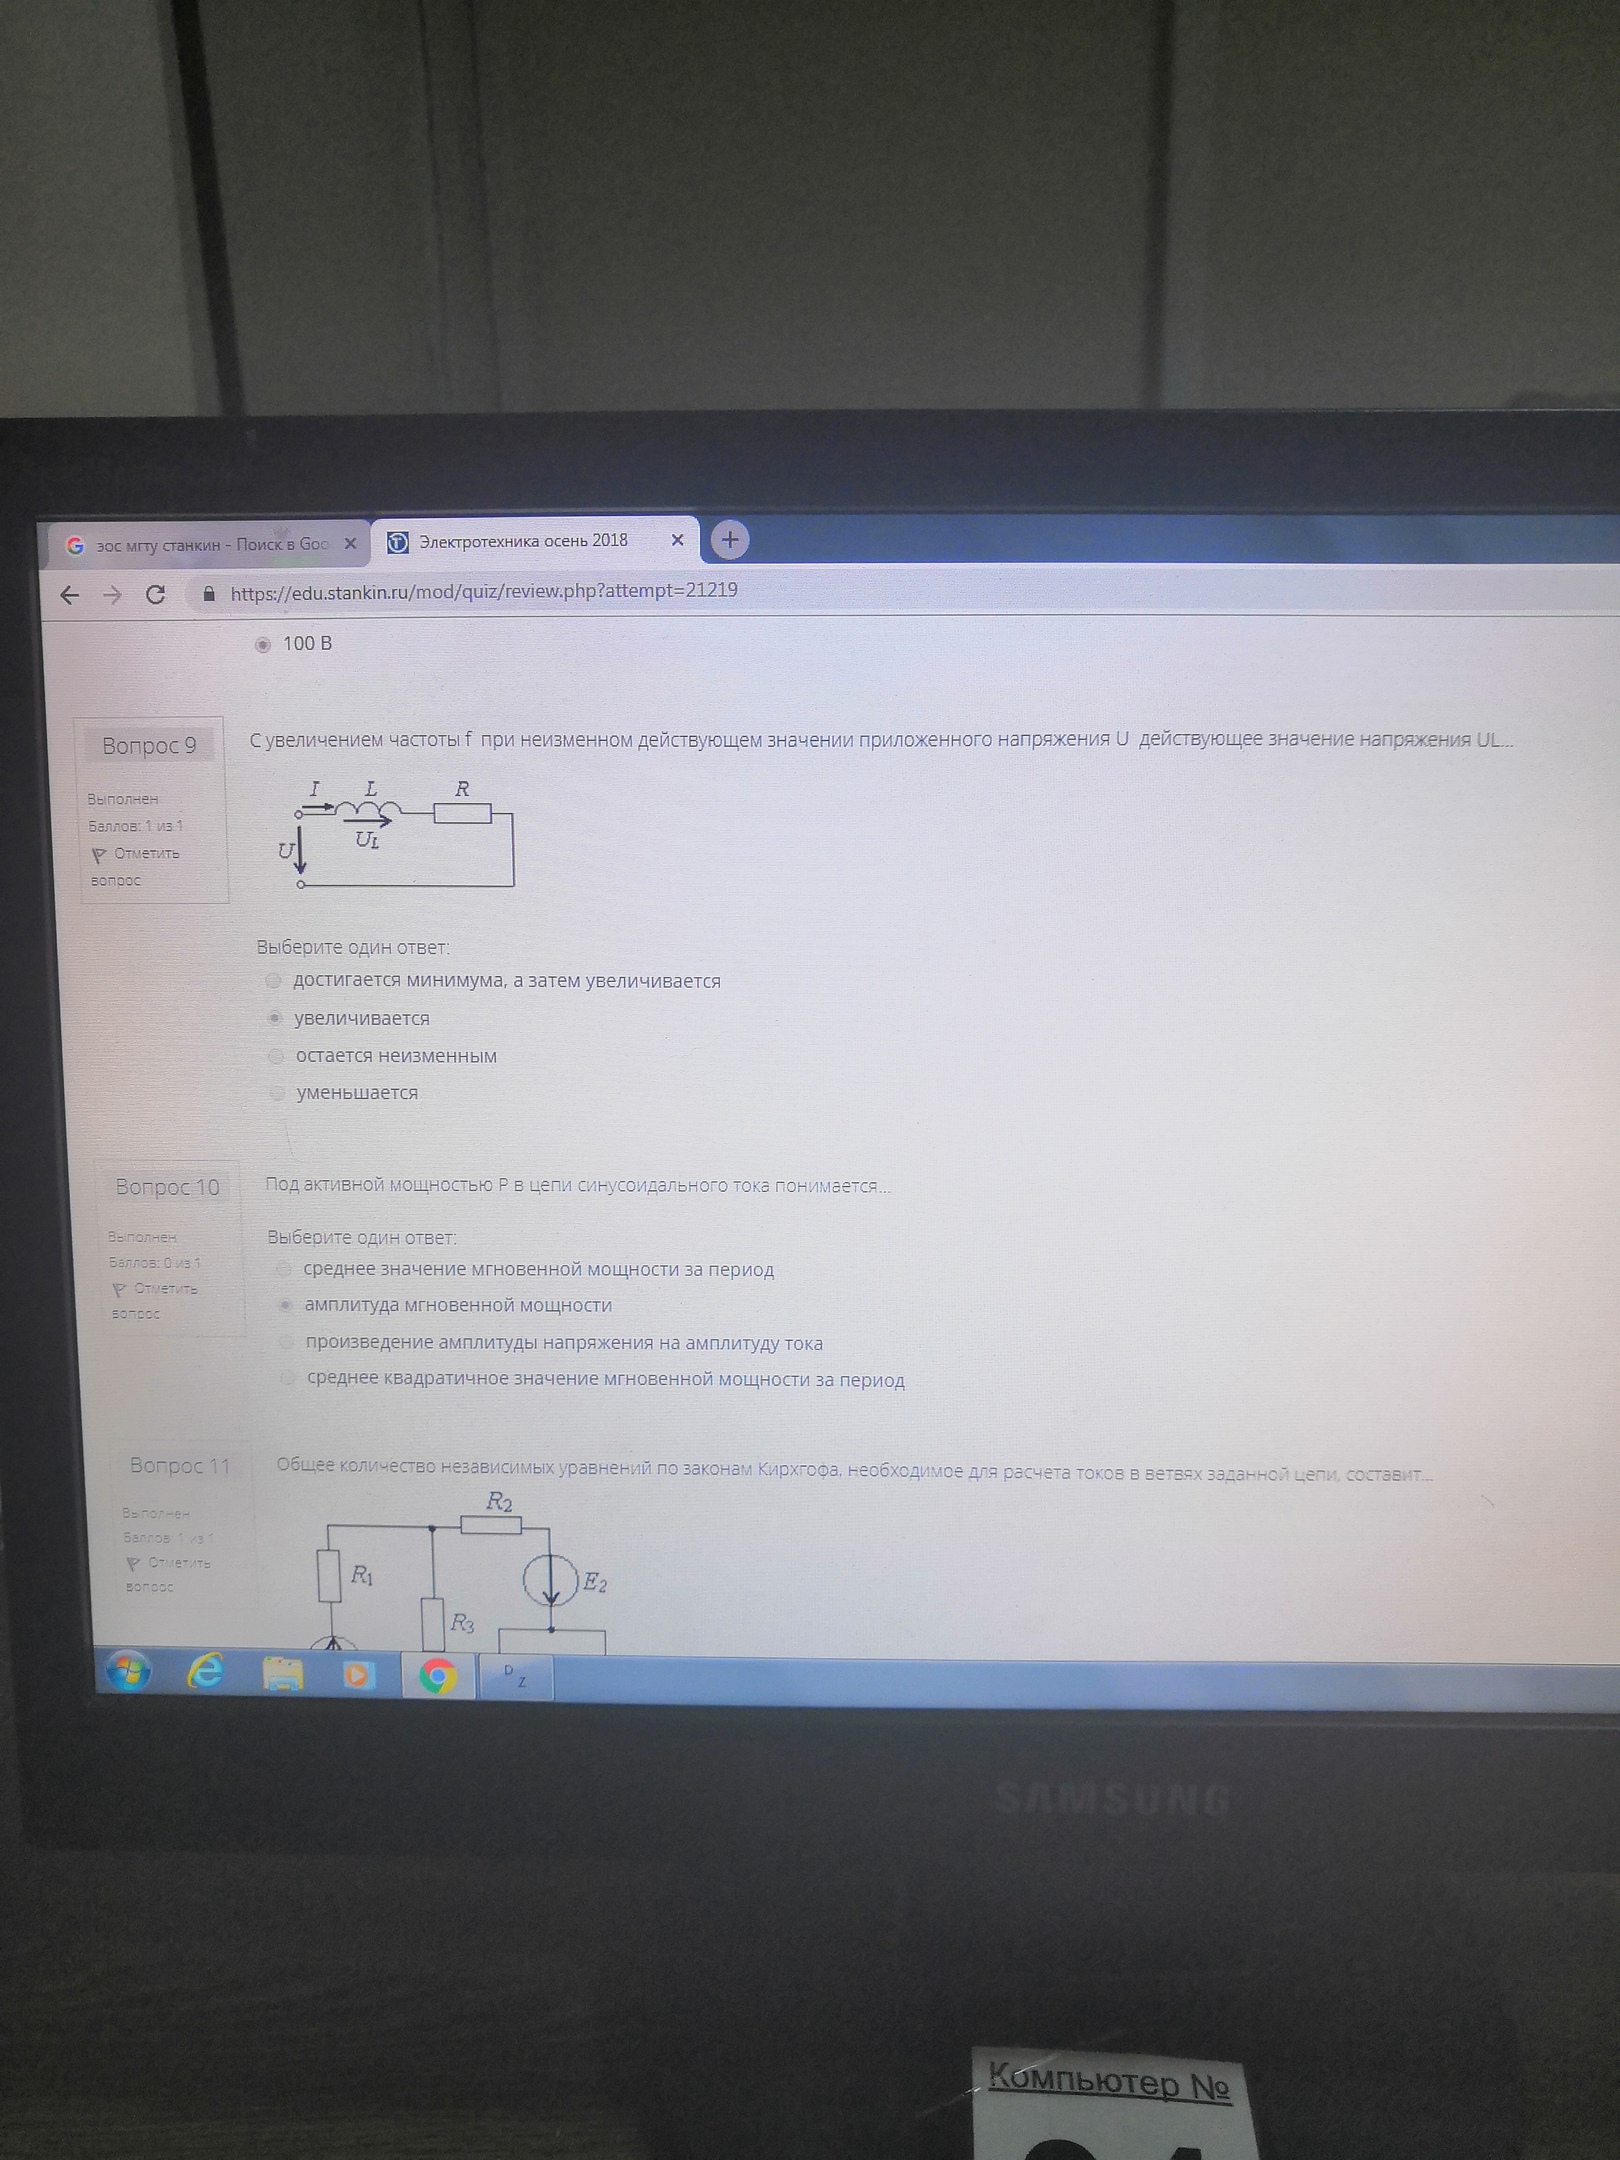 эос мгту станкин - Поиск в Goo
Электротехника осень 2018
https://edu.stankin.ru/mod/quiz/review.php?attempt=21219
100 В
Вопрос 9
Выполнен
Баллов: 1 из 1
Отметить
вопрос
С увеличением частоты f при неизменном действующем значении приложенного напряжения U действующее значение напряжения UL...
I L R
U UL
Выберите один ответ:
достигается минимума, а затем увеличивается
увеличивается
остается неизменным
уменьшается
Вопрос 10
Выполнен
Баллов: 0 из 1
Отметить
вопрос
Под активной мощностью P в цепи синусоидального тока понимается...
Выберите один ответ:
среднее значение мгновенной мощности за период
амплитуда мгновенной мощности
произведение амплитуды напряжения на амплитуду тока
среднее квадратичное значение мгновенной мощности за период
Вопрос 11
Выполнен
Баллов: 1 из 1
Отметить
вопрос
Общее количество независимых уравнений по законам Кирхгофа, необходимое для расчета токов в ветвях заданной цепи, составит...
R2
R1
E2
R3
D
Z
SAMSUNG
Компьютер №